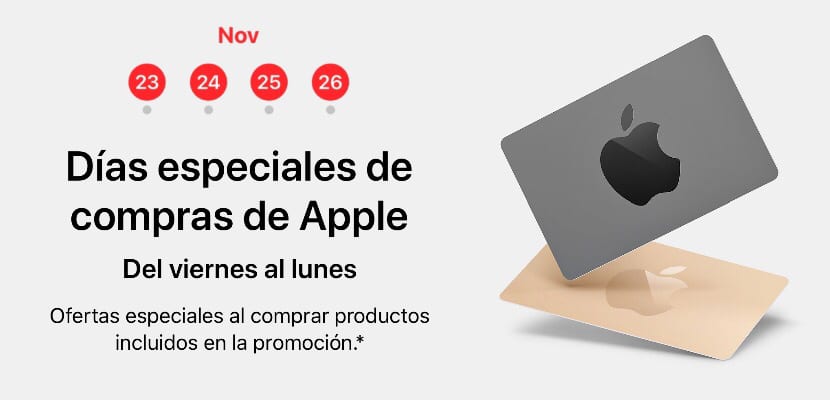 Nov
23 24 25 26
Días especiales de
compras de Apple
Del viernes al lunes
Ofertas especiales al comprar productos
incluidos en la promoción.*